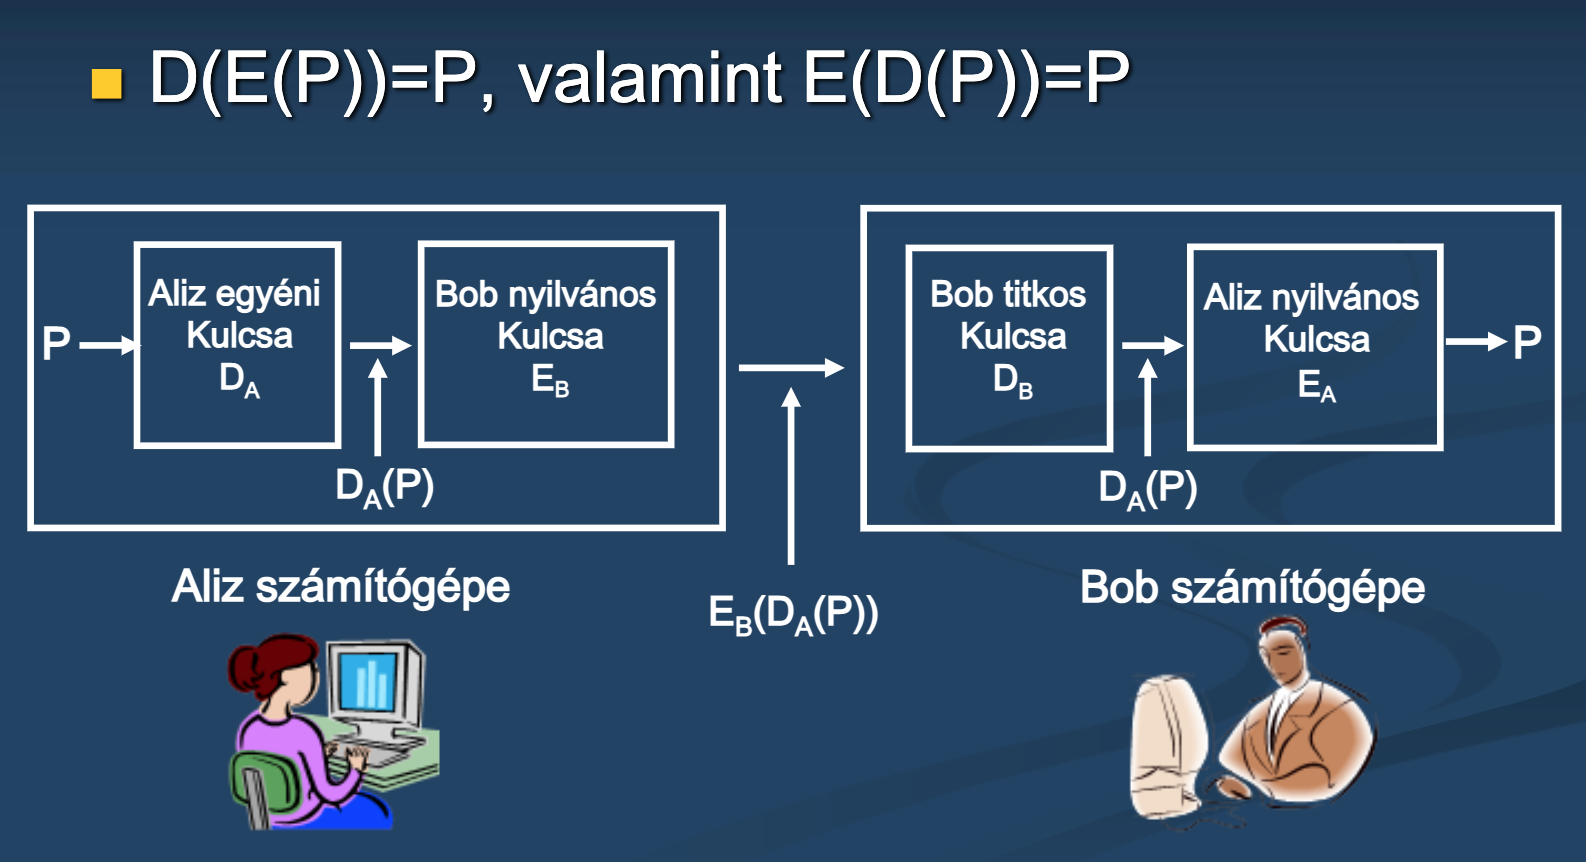 D(E(P))=P, valamint E(D(P))=P
P
Aliz egyéni
Kulcsa
D_A
Bob nyilvános
Kulcsa
E_B
D_A(P)
Aliz számítógépe
E_B(D_A(P))
Bob titkos
Kulcsa
D_B
Aliz nyilvános
Kulcsa
E_A
P
D_A(P)
Bob számítógépe